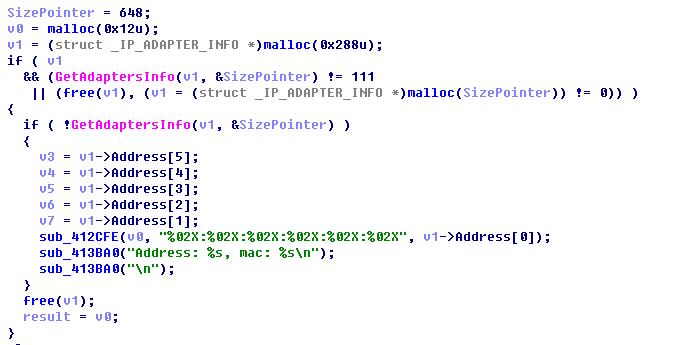 SizePointer = 648;
v0 = malloc(0x12u);
v1 = (struct _IP_ADAPTER_INFO *)malloc(0x288u);
if ( v1
  && (GetAdaptersInfo(v1, &SizePointer) != 111
   || (free(v1), (v1 = (struct _IP_ADAPTER_INFO *)malloc(SizePointer)) != 0)) )
{
  if ( !GetAdaptersInfo(v1, &SizePointer) )
  {
    v3 = v1->Address[5];
    v4 = v1->Address[4];
    v5 = v1->Address[3];
    v6 = v1->Address[2];
    v7 = v1->Address[1];
    sub_412CFE(v0, "%02X:%02X:%02X:%02X:%02X:%02X", v1->Address[0]);
    sub_413BA0("Address: %s, mac: %s\n");
    sub_413BA0("\n");
  }
  free(v1);
  result = v0;
}